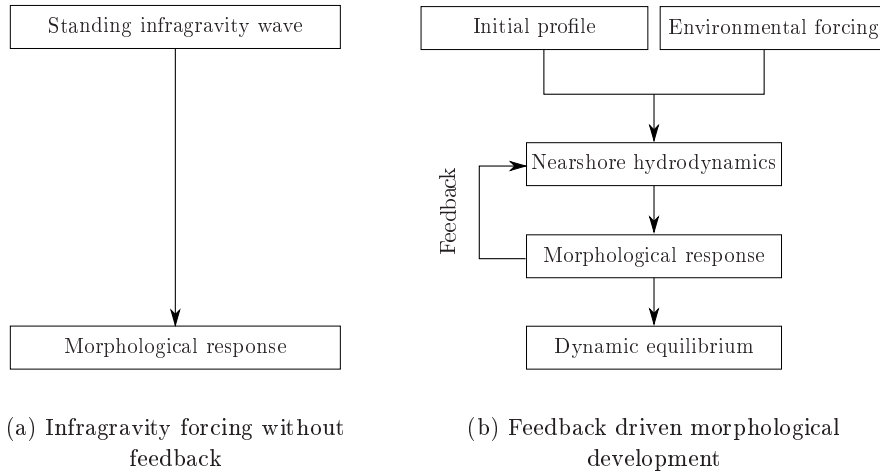 Standing infragravity wave
Morphological response
(a) Infragravity forcing without
feedback
Initial profile
Environmental forcing
Nearshore hydrodynamics
Feedback
Morphological response
Dynamic equilibrium
(b) Feedback driven morphological
development